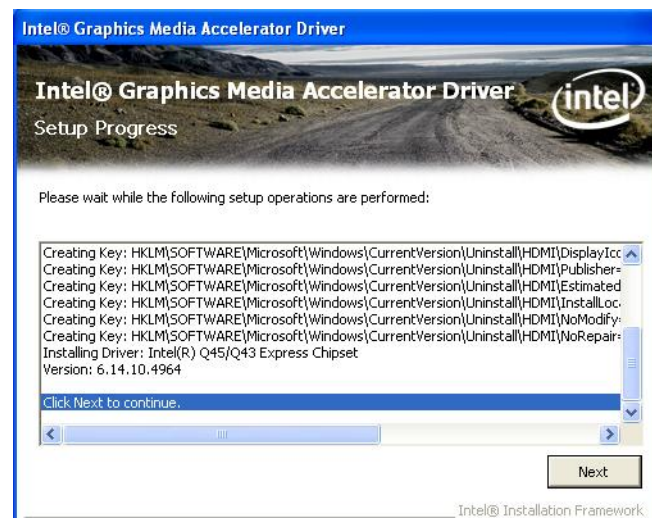 Intel® Graphics Media Accelerator Driver
Intel® Graphics Media Accelerator Driver
intel
Setup Progress
Please wait while the following setup operations are performed:
Creating Key: HKLM\SOFTWARE\Microsoft\Windows\CurrentVersion\Uninstall\HDMI\DisplayIcc
Creating Key: HKLM\SOFTWARE\Microsoft\Windows\CurrentVersion\Uninstall\HDMI\Publisher=
Creating Key: HKLM\SOFTWARE\Microsoft\Windows\CurrentVersion\Uninstall\HDMI\Estimated
Creating Key: HKLM\SOFTWARE\Microsoft\Windows\CurrentVersion\Uninstall\HDMI\InstallLoc
Creating Key: HKLM\SOFTWARE\Microsoft\Windows\CurrentVersion\Uninstall\HDMI\NoModify=
Creating Key: HKLM\SOFTWARE\Microsoft\Windows\CurrentVersion\Uninstall\HDMI\NoRepair=
Installing Driver: Intel(R) Q45/Q43 Express Chipset
Version: 6.14.10.4964
Click Next to continue.
Next
Intel® Installation Framework